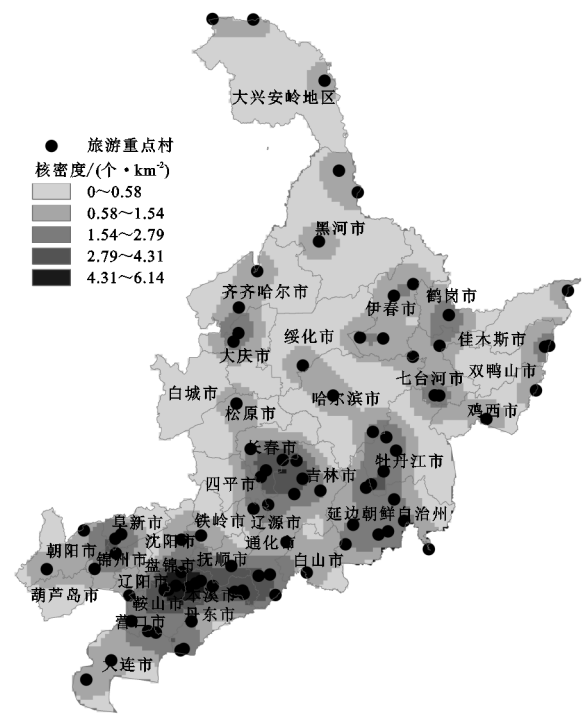 大兴安岭地区
旅游重点村
核密度/(个·km⁻²)
0～0.58
0.58～1.54
1.54～2.79
2.79～4.31
4.31～6.14
黑河市
齐齐哈尔市
伊春市
鹤岗市
绥化市
佳木斯市
大庆市
双鸭山市
七台河市
白城市
哈尔滨市
松原市
鸡西市
长春市
牡丹江市
四平市
吉林市
延边朝鲜自治州
铁岭市
辽源市
阜新市
沈阳市
通化市
朝阳市
锦州市
盘锦市
抚顺市
白山市
辽阳市
葫芦岛市
鞍山市
本溪市
营口市
丹东市
大连市